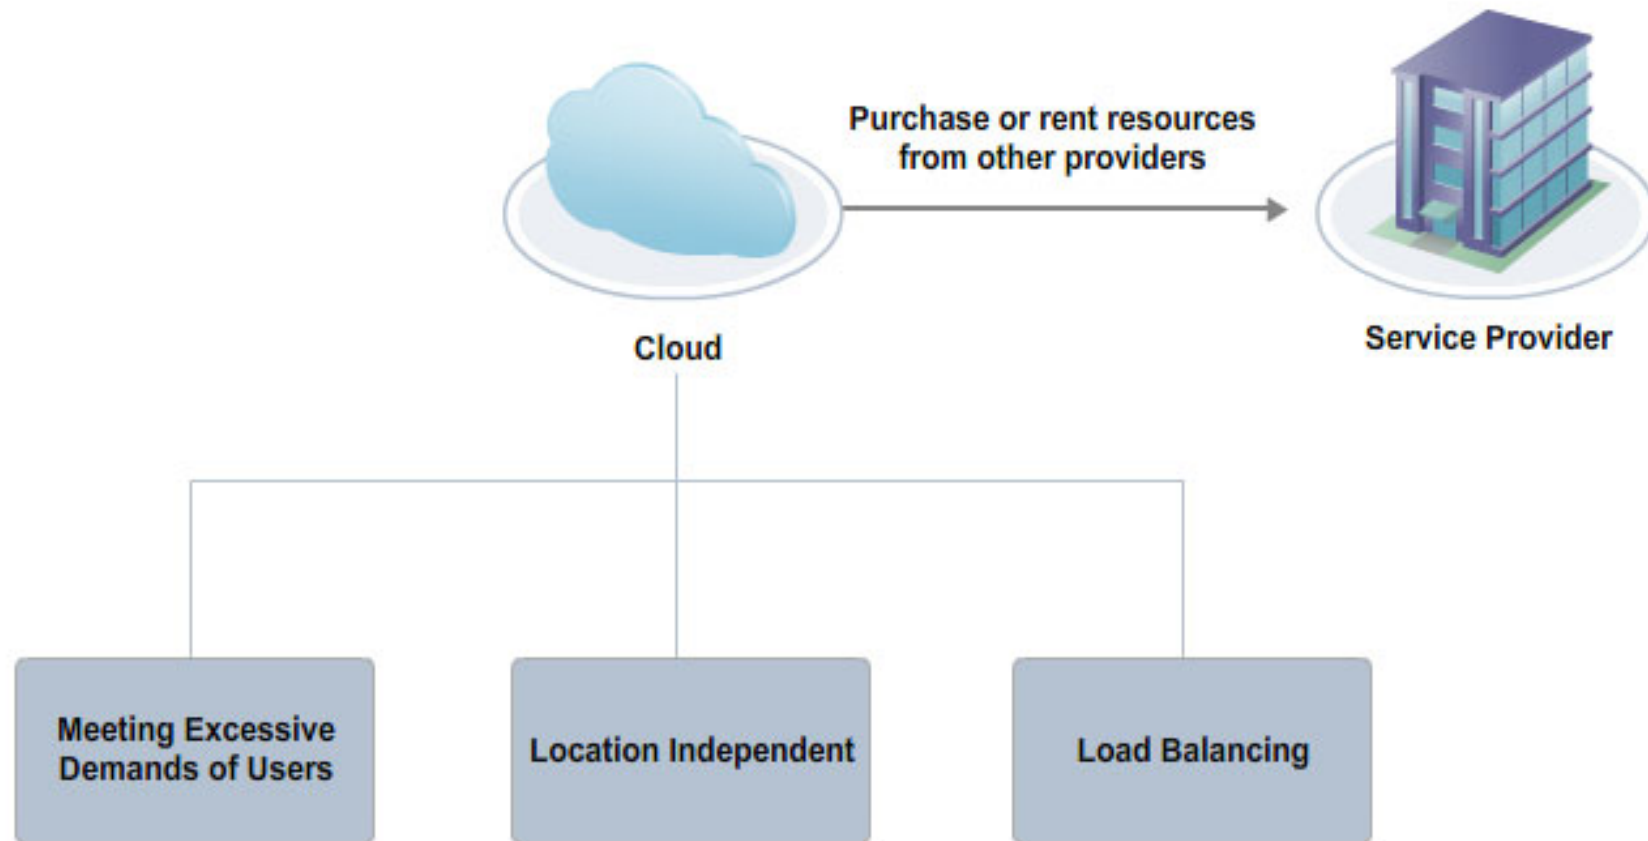 Purchase or rent resources
from other providers
Cloud
Service Provider
Meeting Excessive
Demands of Users
Location Independent
Load Balancing